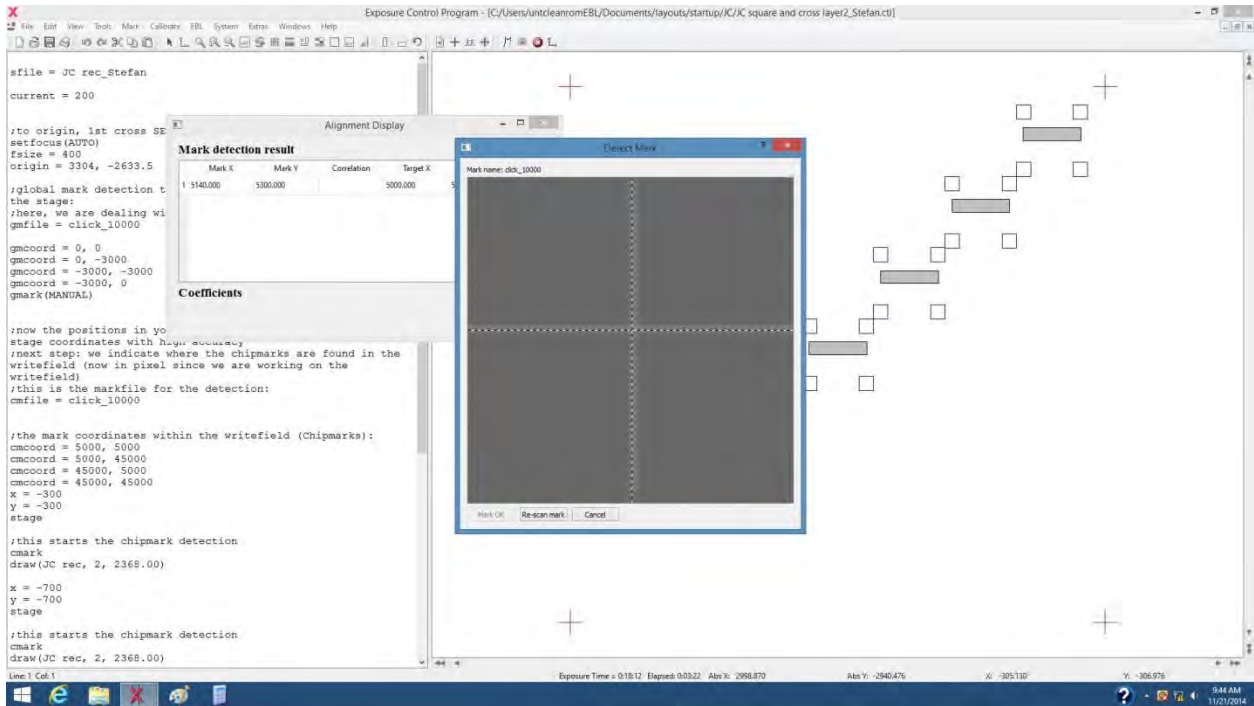 Exposure Control Program - [C:/Users/untcleanromEBL/Documents/layouts/startup/JC/JC square and cross layer2_Stefan.ctl]
File Edit View Tools Mark Calibrate EBL System Extras Windows Help
sfile = JC rec_Stefan
current = 200
;to origin, 1st cross SE
setfocus(AUTO)
fsize = 400
origin = 3304, -2633.5
;global mark detection t
the stage:
;here, we are dealing wi
gmfile = click_10000
gmcoord = 0, 0
gmcoord = 0, -3000
gmcoord = -3000, -3000
gmcoord = -3000, 0
gmark(MANUAL)
;now the positions in yo
stage coordinates with high accuracy
;next step: we indicate where the chipmarks are found in the
writefield (now in pixel since we are working on the
writefield)
;this is the markfile for the detection:
cmfile = click_10000
;the mark coordinates within the writefield (Chipmarks):
cmcoord = 5000, 5000
cmcoord = 5000, 45000
cmcoord = 45000, 5000
cmcoord = 45000, 45000
x = -300
y = -300
stage
;this starts the chipmark detection
cmark
draw(JC rec, 2, 2368.00)
x = -700
y = -700
stage
;this starts the chipmark detection
cmark
draw(JC rec, 2, 2368.00)
Alignment Display
Mark detection result
Mark X Mark Y Correlation Target X
1 5140.000 5300.000 5000.000 5
Coefficients
Detect Mark
Mark name: click_10000
Mark OK Re-scan mark Cancel
Line: 1 Col: 1
Exposure Time = 0:18:12 Elapsed: 0:03:22 Abs X: 2998.870 Abs Y: -2940.476 X: -305.130 Y: -306.976
9:44 AM
11/21/2014